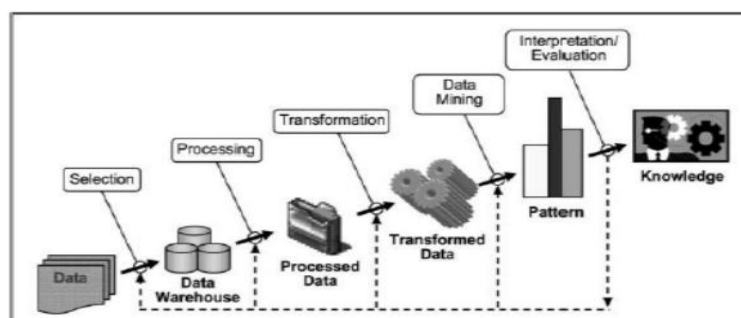 Interpretation/
Evaluation
Data
Mining
Transformation
Processing
Selection
Knowledge
Pattern
Transformed
Data
Processed
Data
Data
Warehouse
Data